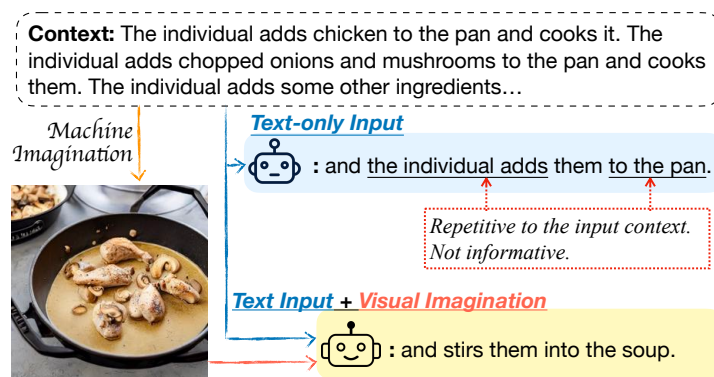 Context: The individual adds chicken to the pan and cooks it. The
individual adds chopped onions and mushrooms to the pan and cooks
them. The individual adds some other ingredients…
Machine
Imagination
Text-only Input
: and the individual adds them to the pan.
Repetitive to the input context.
Not informative.
Text Input + Visual Imagination
: and stirs them into the soup.